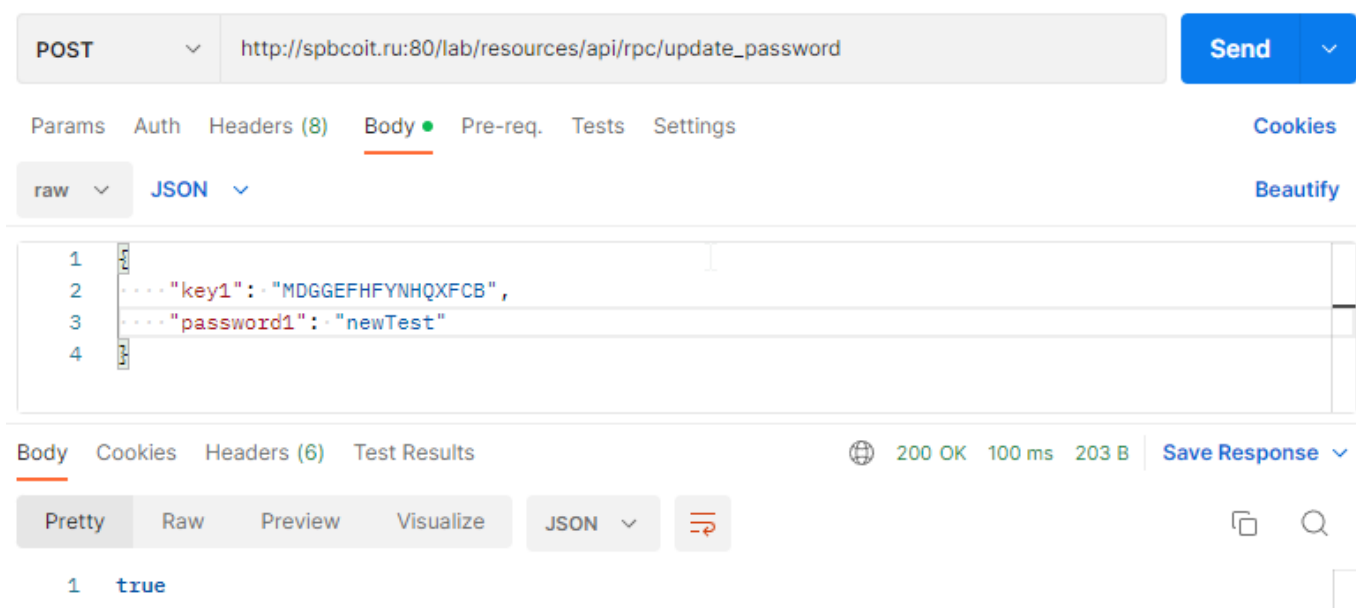 POST http://spbcoit.ru:80/lab/resources/api/rpc/update_password Send
Params Auth Headers (8) Body Pre-req. Tests Settings Cookies
raw JSON Beautify
1 {
2 "key1": "MDGGEFHFYNHQXFCB",
3 "password1": "newTest"
4 }
Body Cookies Headers (6) Test Results 200 OK 100 ms 203 B Save Response
Pretty Raw Preview Visualize JSON
1 true